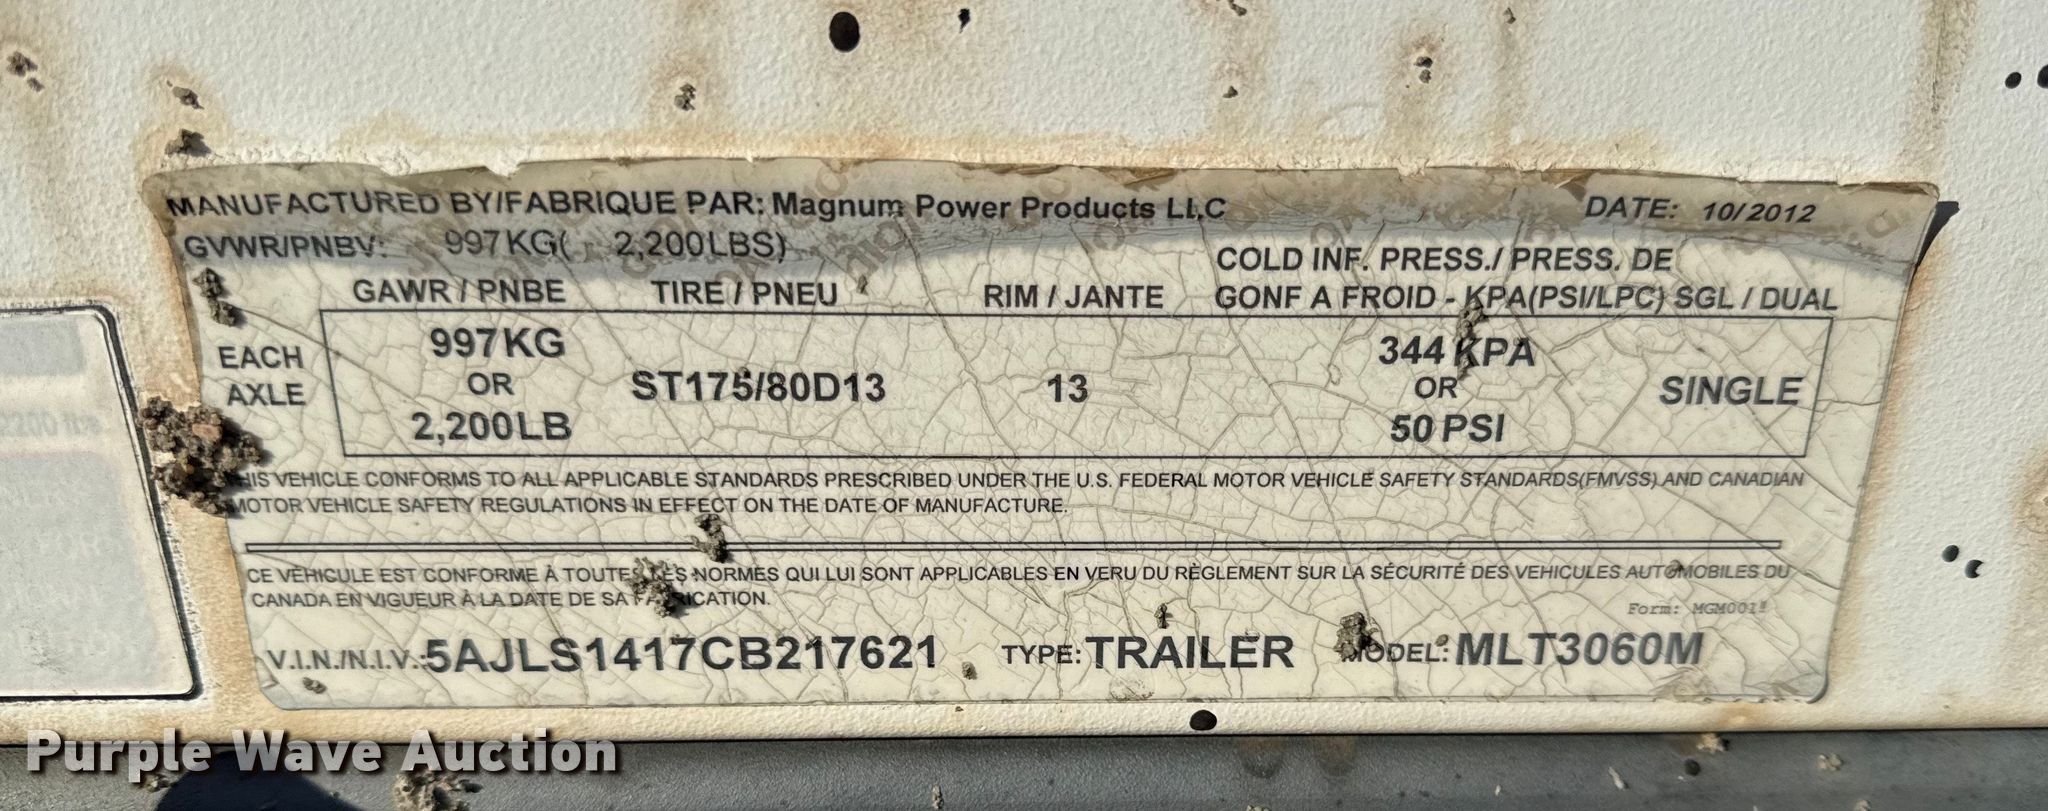 MANUFACTURED BY/FABRIQUE PAR: Magnum Power Products LLC DATE: 10/2012
GVWR/PNBV: 997KG( 2,200LBS)
COLD INF. PRESS./ PRESS. DE
GAWR / PNBE TIRE / PNEU RIM / JANTE GONF A FROID - KPA(PSI/LPC) SGL / DUAL
997KG 344 KPA
EACH
OR ST175/80D13 13 OR SINGLE
AXLE
2,200LB 50 PSI
THIS VEHICLE CONFORMS TO ALL APPLICABLE STANDARDS PRESCRIBED UNDER THE U.S. FEDERAL MOTOR VEHICLE SAFETY STANDARDS(FMVSS) AND CANADIAN
MOTOR VEHICLE SAFETY REGULATIONS IN EFFECT ON THE DATE OF MANUFACTURE.
CE VÉHICULE EST CONFORME À TOUTES LES NORMES QUI LUI SONT APPLICABLES EN VERU DU RÈGLEMENT SUR LA SÉCURITÉ DES VEHICULES AUTOMOBILES DU
CANADA EN VIGUEUR À LA DATE DE SA FABRICATION.
Form:
V.I.N./N.I.V.: 5AJLS1417CB217621 TYPE: TRAILER MODEL: MLT3060M
Purple Wave Auction